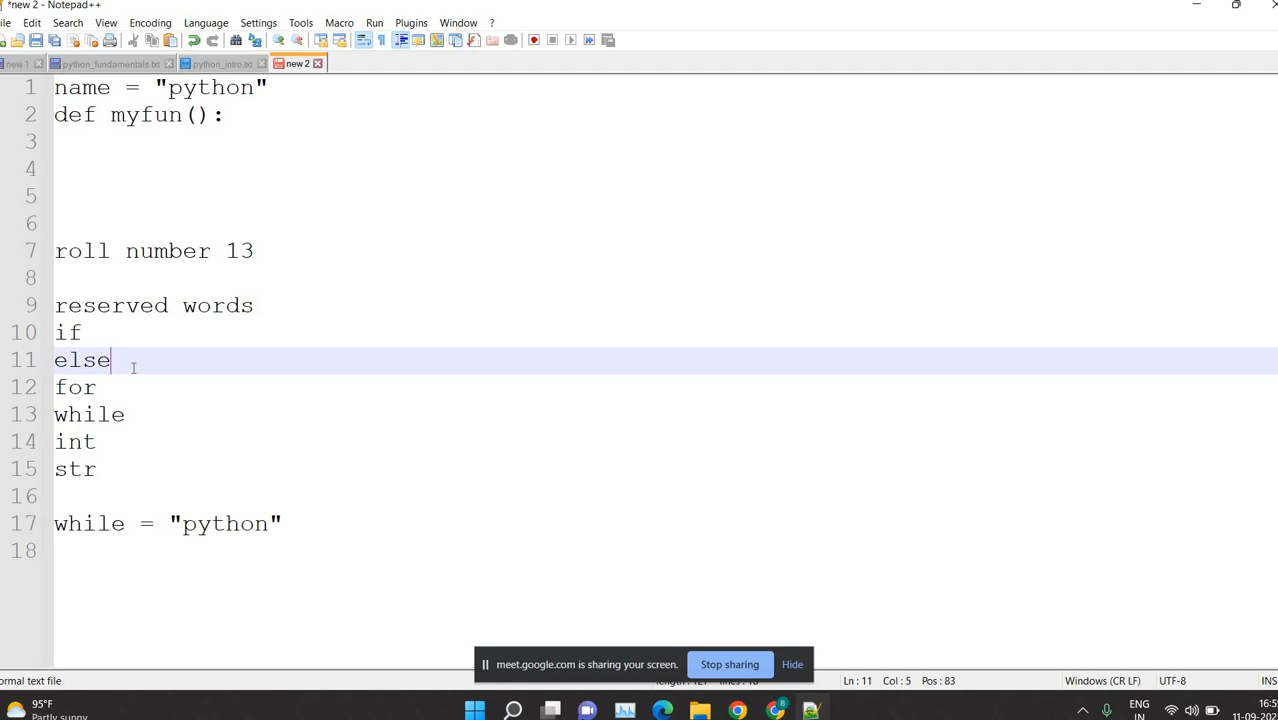 *new 2 - Notepad++
Edit Search View Encoding Language Settings Tools Macro Run Plugins Window ?
new 1 python_fundamentals.txt python_intro.txt new 2
1 name = "python"
2 def myfun():
3
4
5
6
7 roll number 13
8
9 reserved words
10 if
11 else
12 for
13 while
14 int
15 str
16
17 while = "python"
18
meet.google.com is sharing your screen. Stop sharing Hide
ormal text file Ln : 11 Col : 5 Pos : 83 Windows (CR LF) UTF-8 INS
95°F ENG 16:5
Partly sunny IN 11-09-202